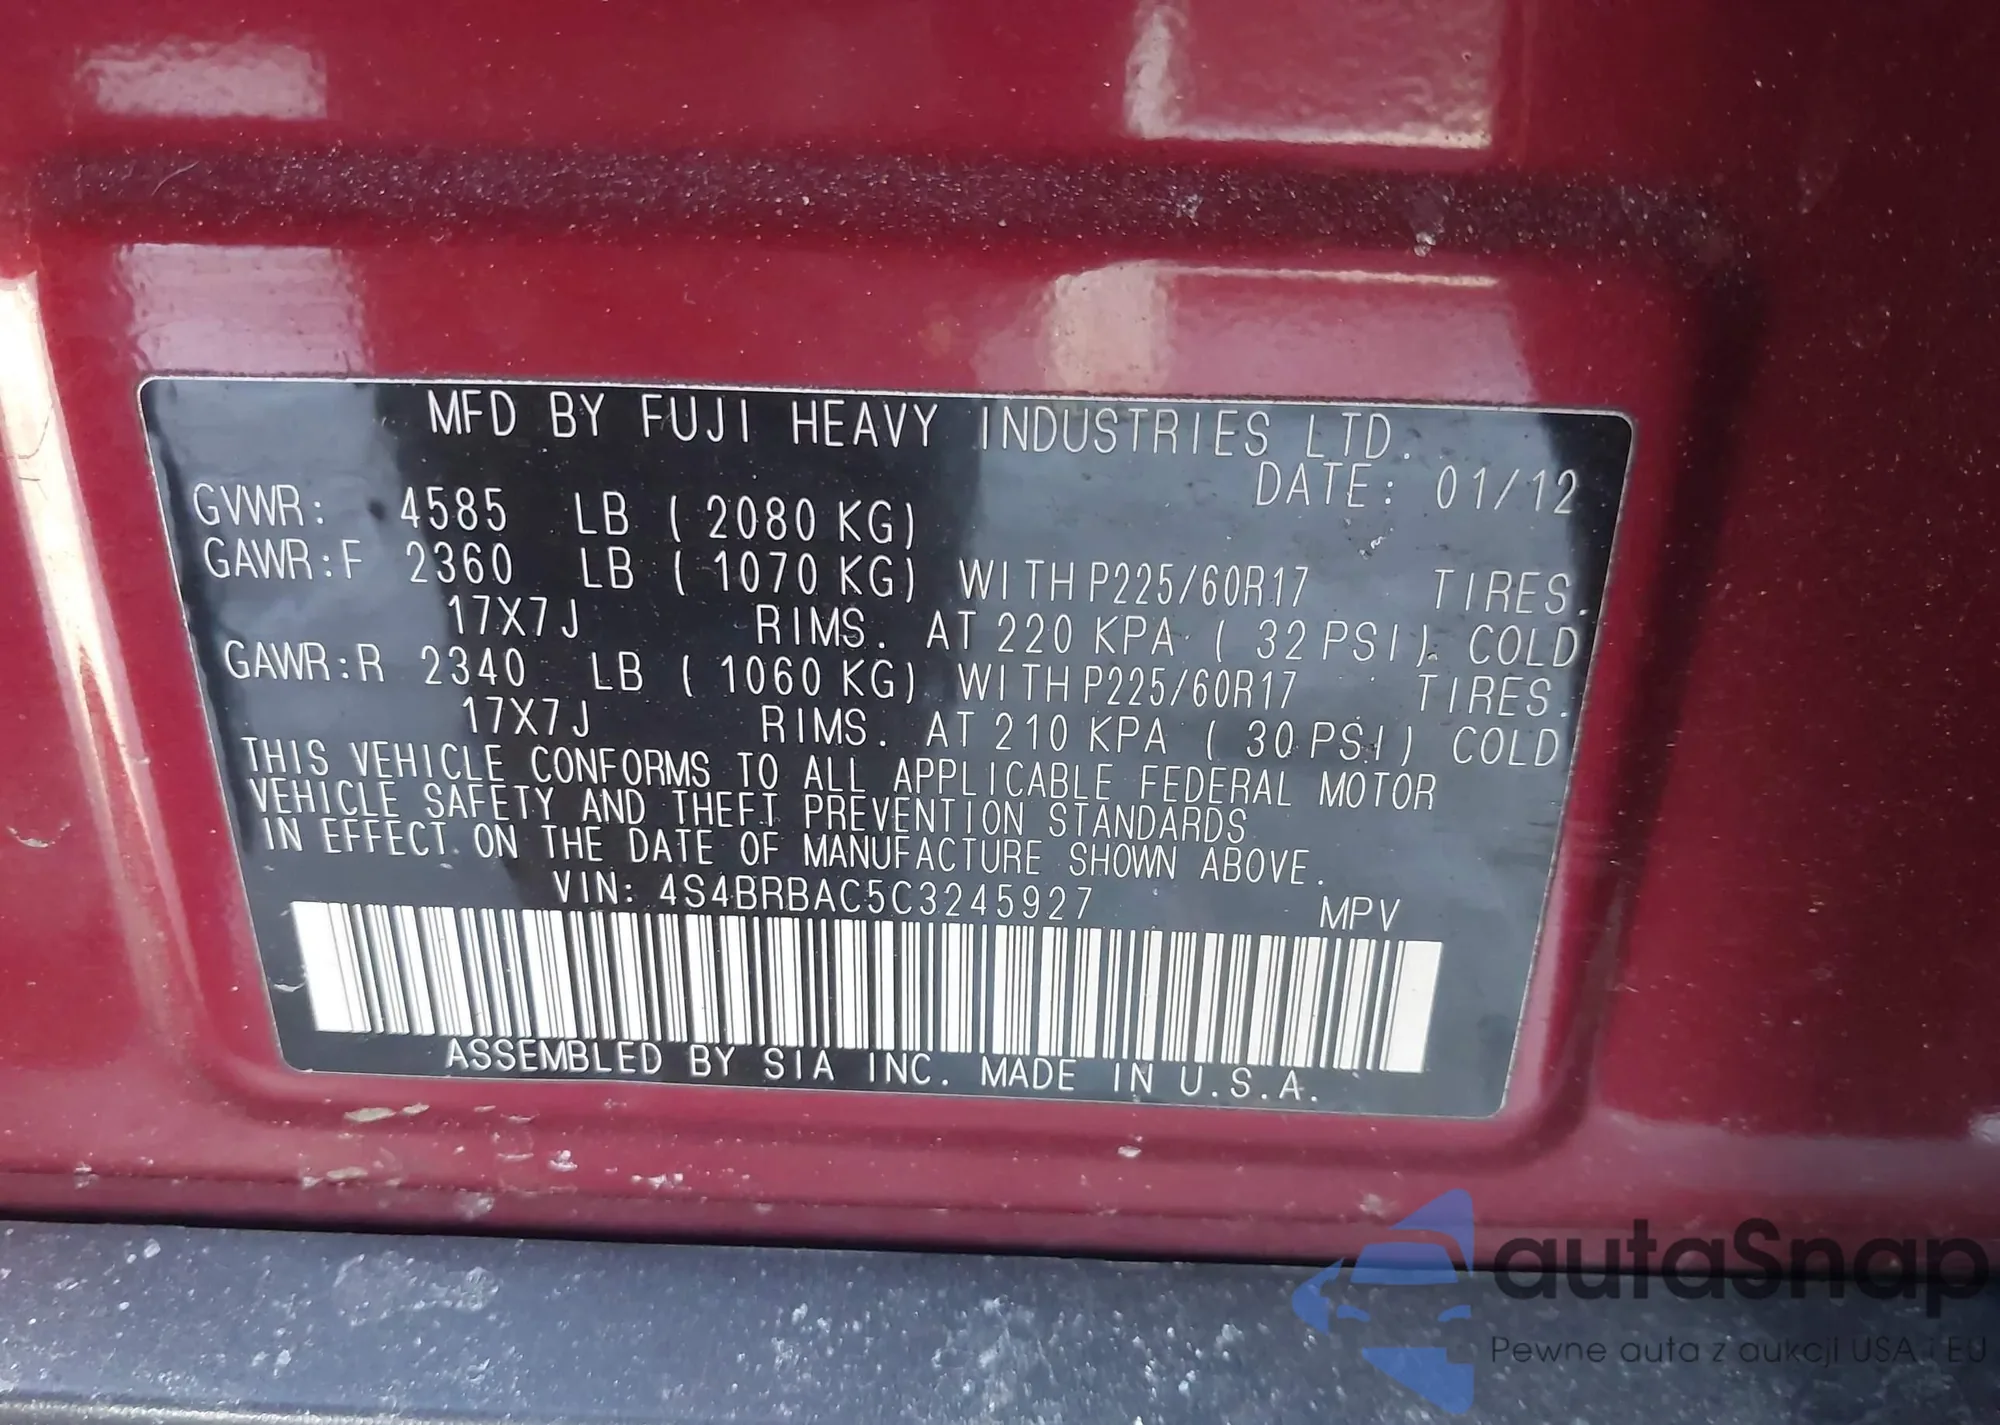 MFD BY FUJI HEAVY INDUSTRIES LTD.
DATE: 01/12
GVWR: 4585 LB ( 2080 KG)
GAWR:F 2360 LB ( 1070 KG) WITH P225/60R17 TIRES.
17X7J RIMS. AT 220 KPA ( 32 PSI). COLD
GAWR:R 2340 LB ( 1060 KG) WITH P225/60R17 TIRES.
17X7J RIMS. AT 210 KPA ( 30 PSI) COLD
THIS VEHICLE CONFORMS TO ALL APPLICABLE FEDERAL MOTOR
VEHICLE SAFETY AND THEFT PREVENTION STANDARDS
IN EFFECT ON THE DATE OF MANUFACTURE SHOWN ABOVE.
VIN: 4S4BRBAC5C3245927 MPV
ASSEMBLED BY SIA INC. MADE IN U.S.A.
autaSnap
Pewne auta z aukcji USA i EU